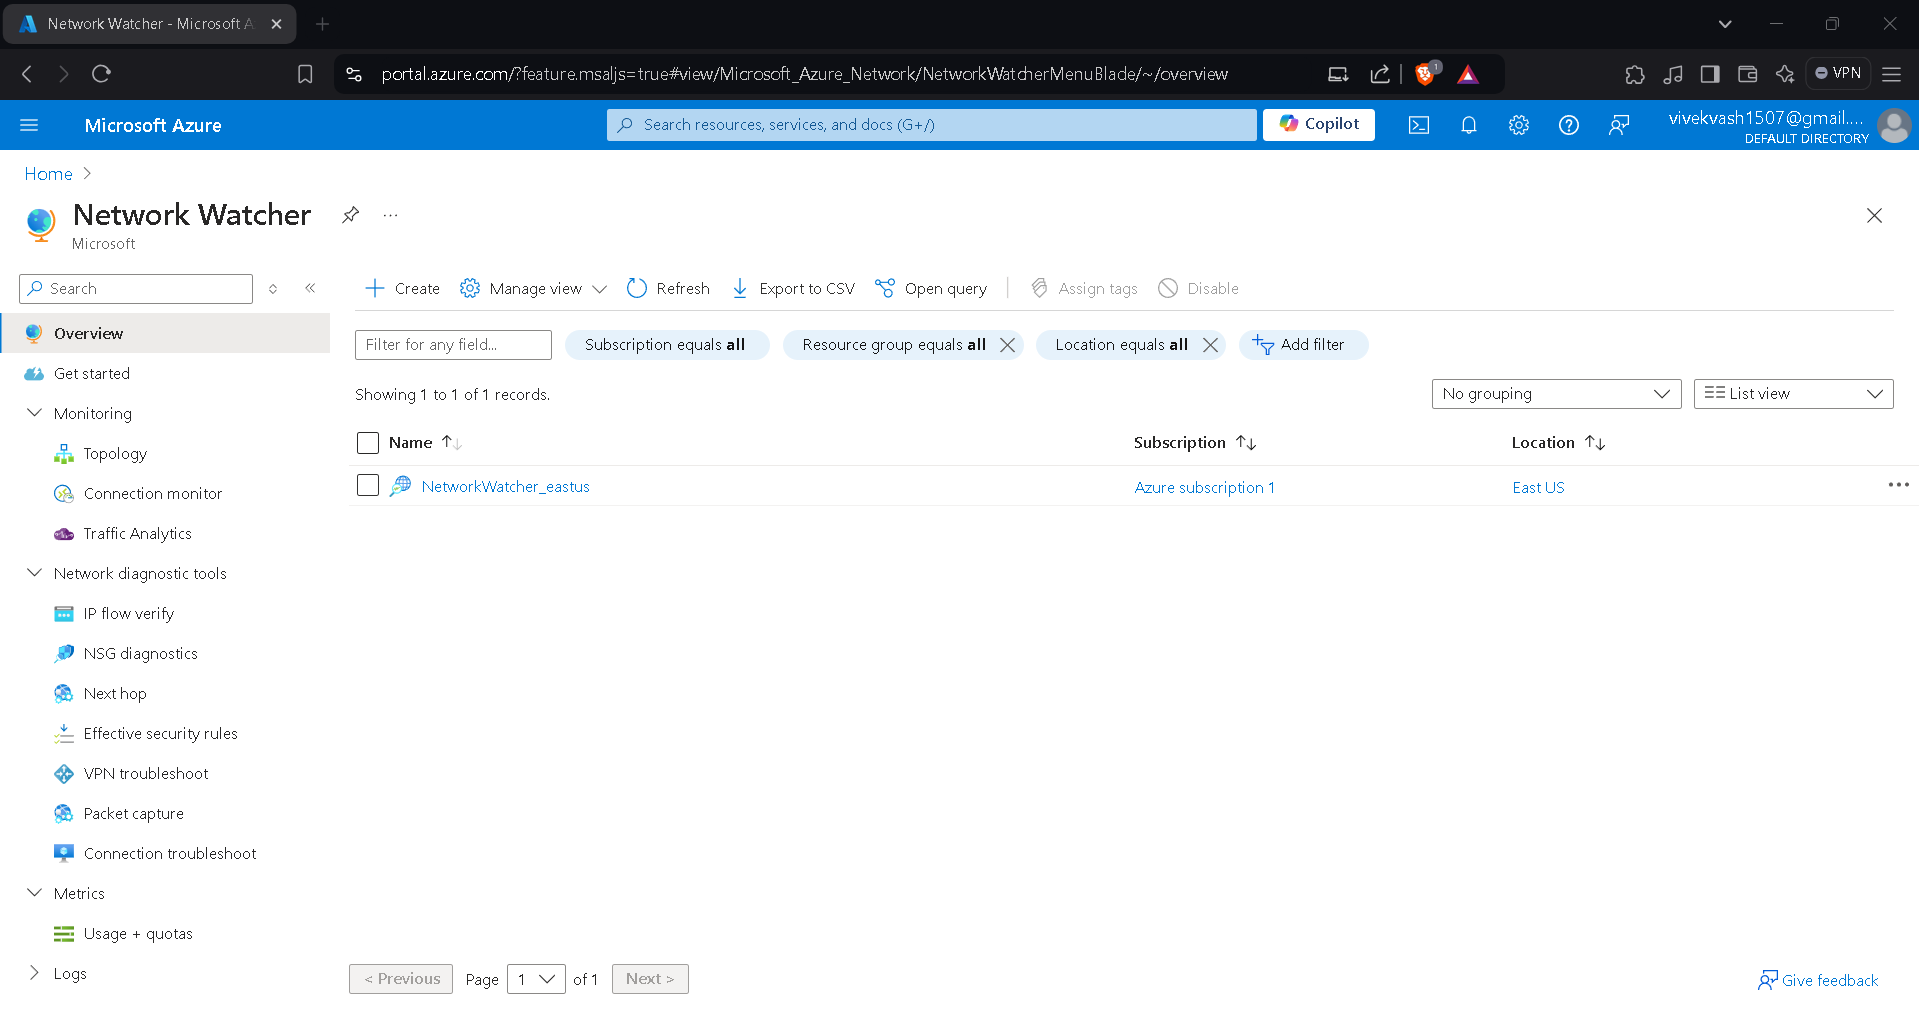 Network Watcher - Microsoft A
portal.azure.com/?feature.msaljs=true#view/Microsoft_Azure_Network/NetworkWatcherMenuBlade/~/overview
1
VPN
Microsoft Azure
Search resources, services, and docs (G+/)
Copilot
vivekvash1507@gmail....
DEFAULT DIRECTORY
Home
Network Watcher
...
Microsoft
Search
Overview
Get started
Monitoring
Topology
Connection monitor
Traffic Analytics
Network diagnostic tools
IP flow verify
NSG diagnostics
Next hop
Effective security rules
VPN troubleshoot
Packet capture
Connection troubleshoot
Metrics
Usage + quotas
Logs
Create Manage view Refresh Export to CSV Open query Assign tags Disable
Filter for any field... Subscription equals all Resource group equals all Location equals all Add filter
Showing 1 to 1 of 1 records.
No grouping List view
Name Subscription Location
NetworkWatcher_eastus Azure subscription 1 East US
< Previous Page 1 of 1 Next >
Give feedback